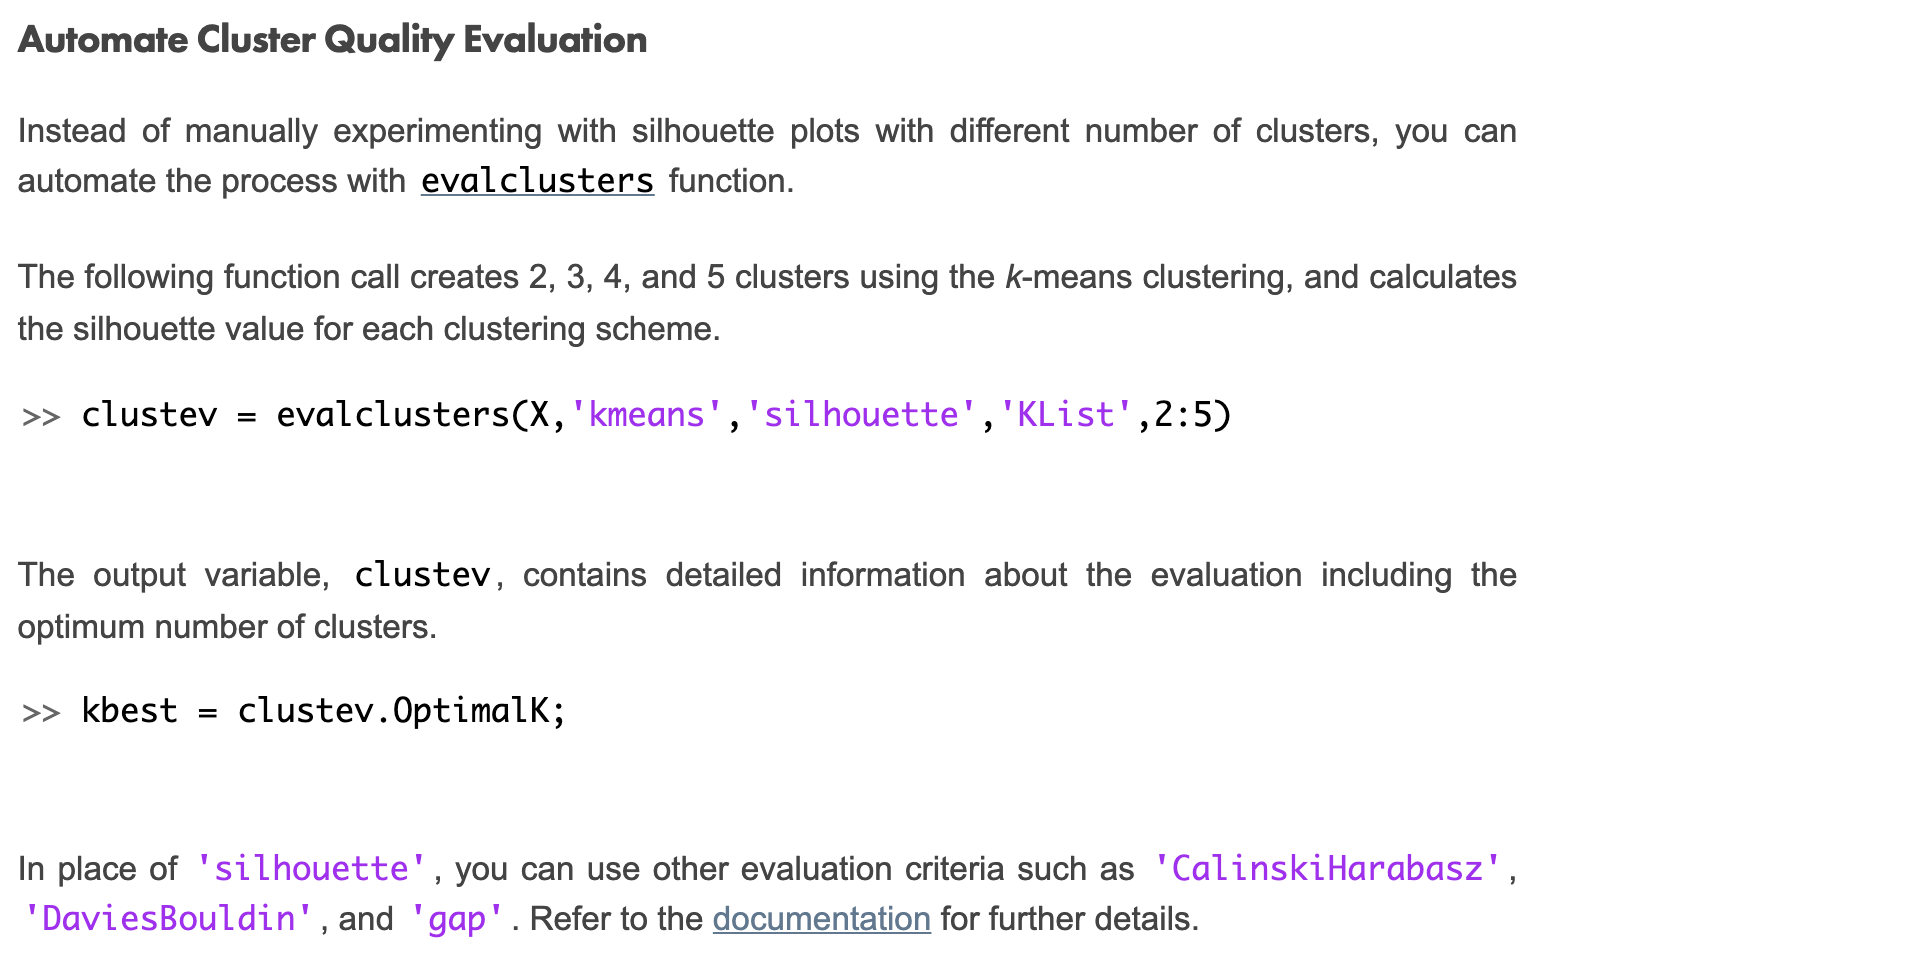 Automate Cluster Quality Evaluation
Instead of manually experimenting with silhouette plots with different number of clusters, you can
automate the process with evalclusters function.
The following function call creates 2, 3, 4, and 5 clusters using the k-means clustering, and calculates
the silhouette value for each clustering scheme.
>> clustev = evalclusters(X,'kmeans','silhouette','KList',2:5)
The output variable, clustev, contains detailed information about the evaluation including the
optimum number of clusters.
>> kbest = clustev.OptimalK;
In place of 'silhouette', you can use other evaluation criteria such as 'CalinskiHarabasz',
'DaviesBouldin', and 'gap'. Refer to the documentation for further details.